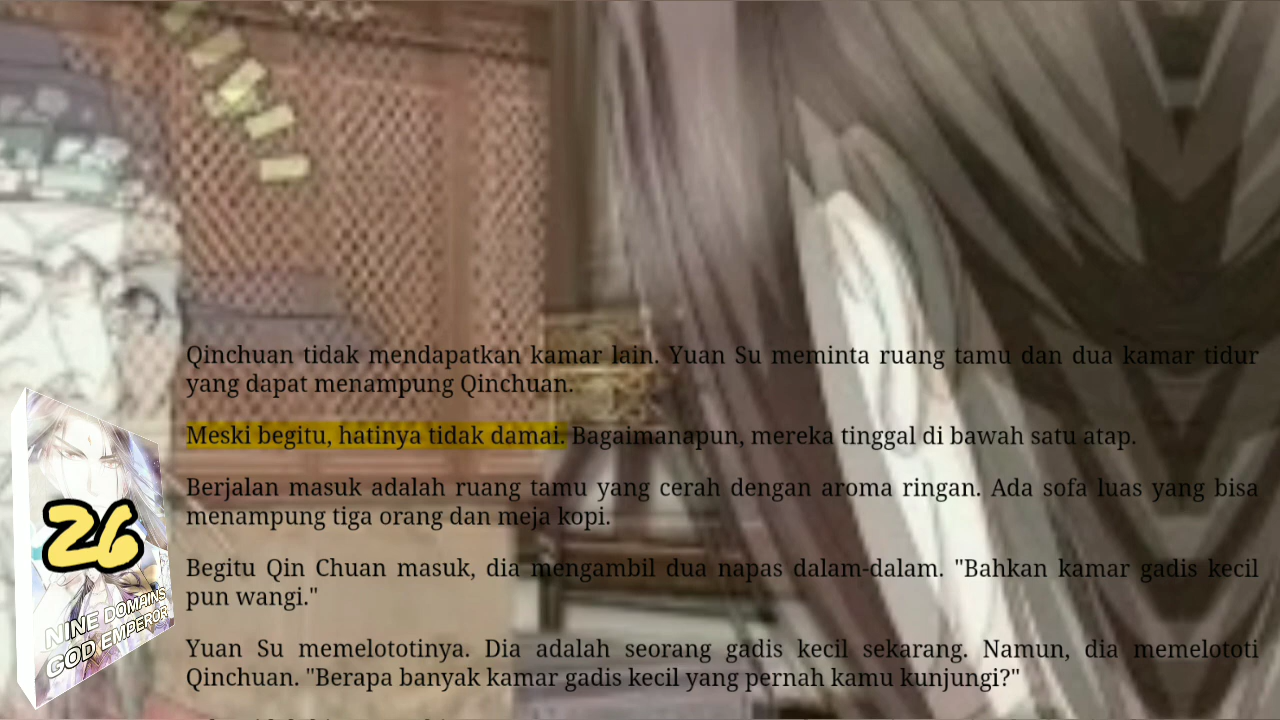 Qinchuan tidak mendapatkan kamar lain. Yuan Su meminta ruang tamu dan dua kamar tidur
yang dapat menampung Qinchuan.
Meski begitu, hatinya tidak damai. Bagaimanapun, mereka tinggal di bawah satu atap.
Berjalan masuk adalah ruang tamu yang cerah dengan aroma ringan. Ada sofa luas yang bisa
menampung tiga orang dan meja kopi.
Begitu Qin Chuan masuk, dia mengambil dua napas dalam-dalam. "Bahkan kamar gadis kecil
pun wangi."
Yuan Su memelototinya. Dia adalah seorang gadis kecil sekarang. Namun, dia memelototi
Qinchuan. "Berapa banyak kamar gadis kecil yang pernah kamu kunjungi?"
26
NINE DOMAINS
GOD EMPEROR